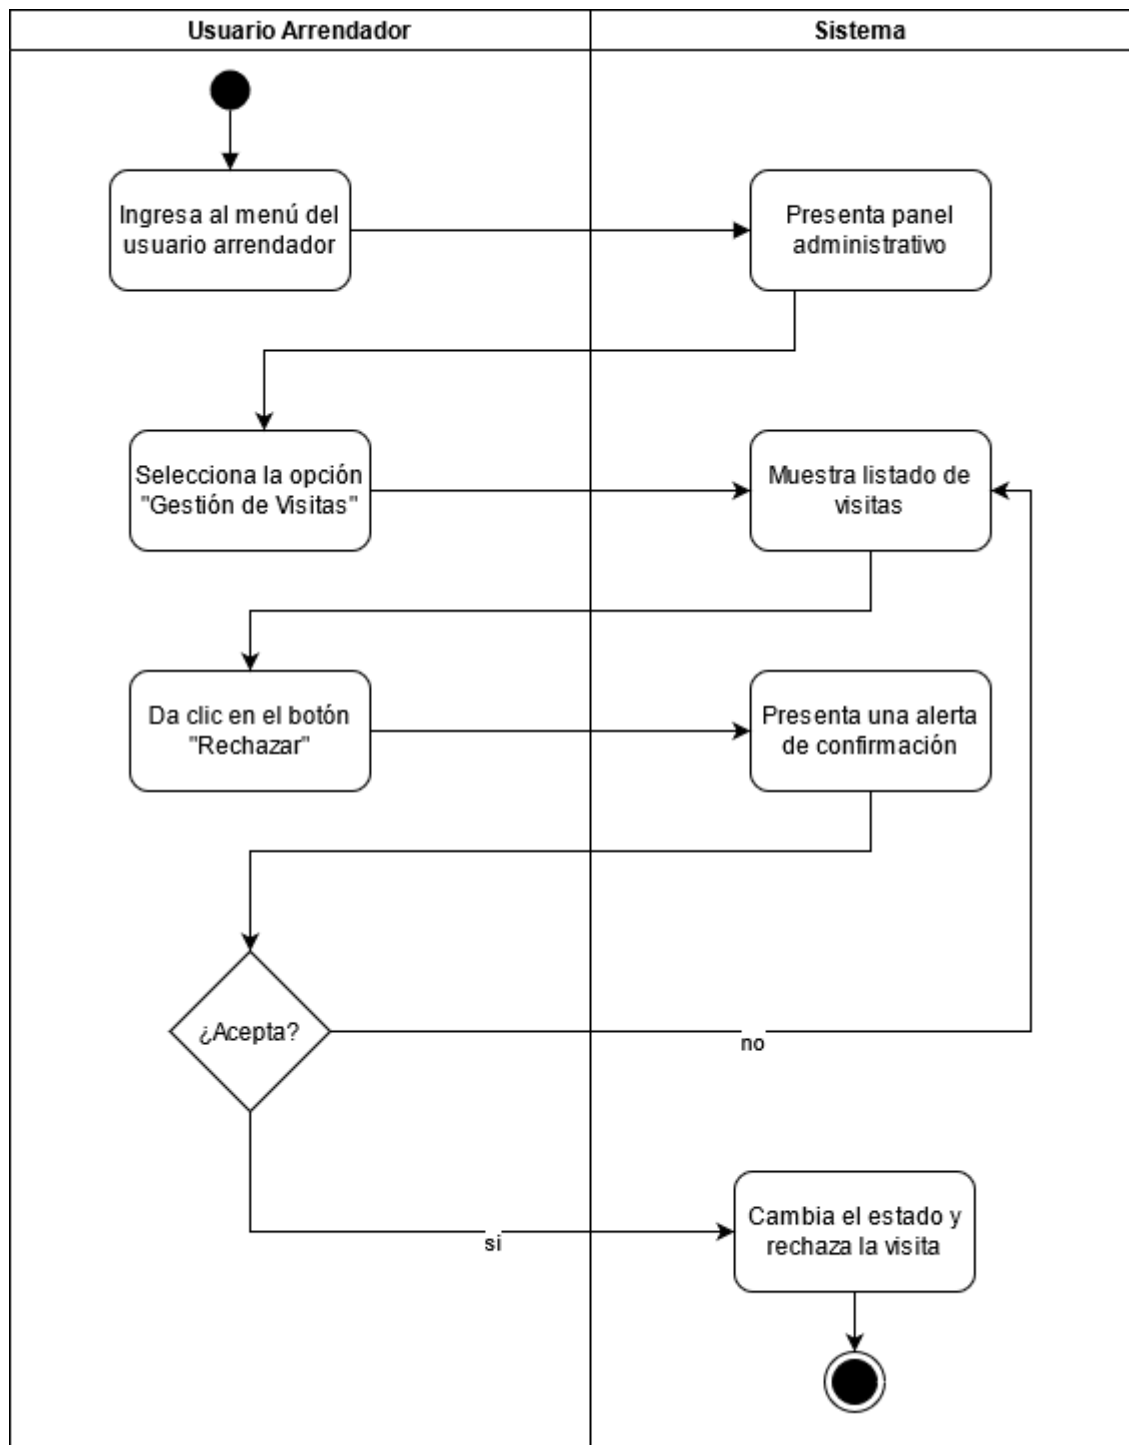 Usuario Arrendador
Sistema
Ingresa al menú del
usuario arrendador
Presenta panel
administrativo
Selecciona la opción
"Gestión de Visitas"
Muestra listado de
visitas
Da clic en el botón
"Rechazar"
Presenta una alerta
de confirmación
¿Acepta?
no
si
Cambia el estado y
rechaza la visita